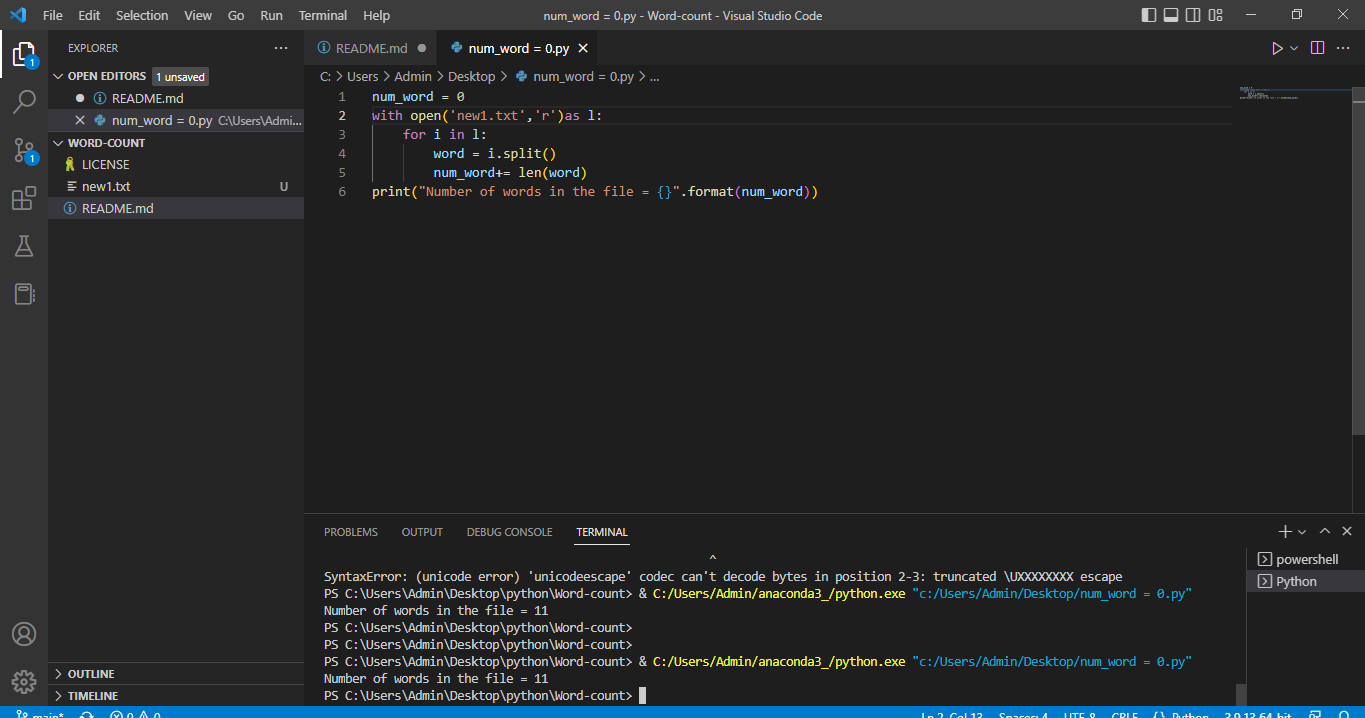 File Edit Selection View Go Run Terminal Help num_word = 0.py - Word-count - Visual Studio Code
EXPLORER
OPEN EDITORS 1 unsaved
README.md
num_word = 0.py C:\Users\Admi...
WORD-COUNT
LICENSE
new1.txt U
README.md
OUTLINE
TIMELINE
1
1
README.md num_word = 0.py
C: > Users > Admin > Desktop > num_word = 0.py > ...
1 num_word = 0
2 with open('new1.txt','r')as l:
3 for i in l:
4 word = i.split()
5 num_word+= len(word)
6 print("Number of words in the file = {}".format(num_word))
PROBLEMS OUTPUT DEBUG CONSOLE TERMINAL
^
SyntaxError: (unicode error) 'unicodeescape' codec can't decode bytes in position 2-3: truncated \UXXXXXXXX escape
PS C:\Users\Admin\Desktop\python\Word-count> & C:/Users/Admin/anaconda3_/python.exe "c:/Users/Admin/Desktop/num_word = 0.py"
Number of words in the file = 11
PS C:\Users\Admin\Desktop\python\Word-count>
PS C:\Users\Admin\Desktop\python\Word-count>
PS C:\Users\Admin\Desktop\python\Word-count> & C:/Users/Admin/anaconda3_/python.exe "c:/Users/Admin/Desktop/num_word = 0.py"
Number of words in the file = 11
PS C:\Users\Admin\Desktop\python\Word-count>
powershell
Python
main* 0 0 Ln 2, Col 13 Spaces: 4 UTF-8 CRLF {} Python 3.9.13 64-bit